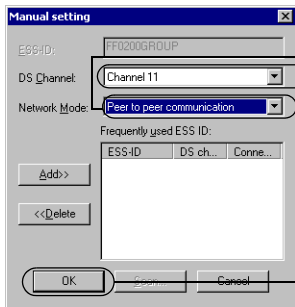 Manual setting
ESS-ID: FF0200GROUP
DS Channel: Channel 11
Network Mode: Peer to peer communication
Frequently used ESS ID:
ESS-ID DS ch... Conne...
Add>>
<<Delete
OK Scan... Cancel